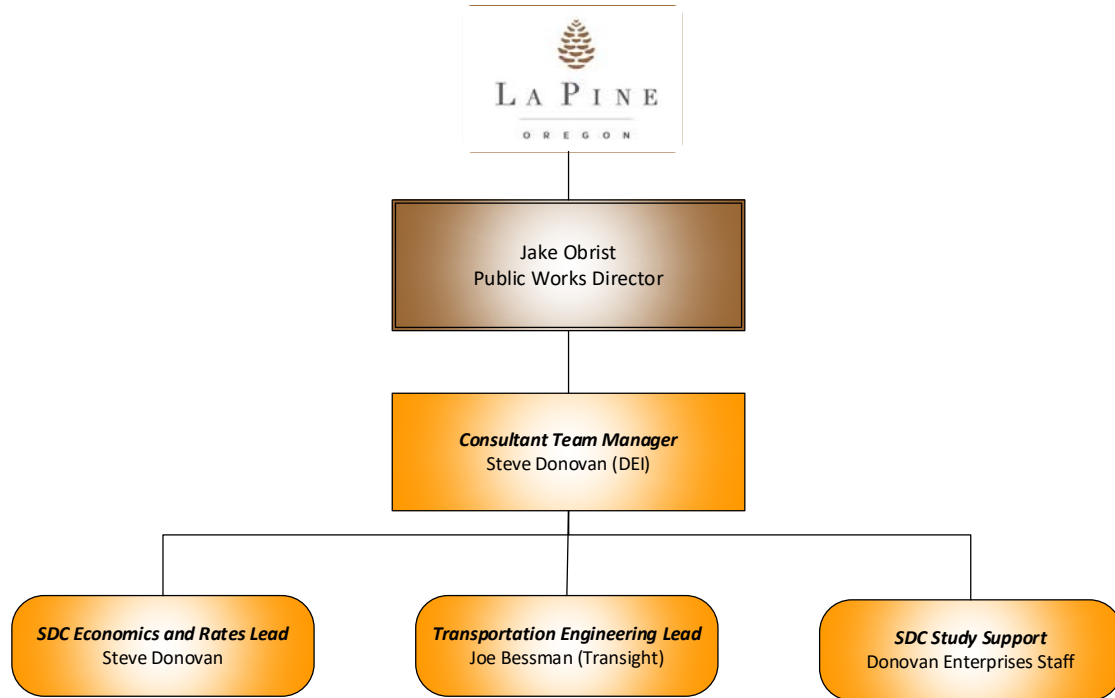 LA PINE
OREGON
Jake Obrist
Public Works Director
Consultant Team Manager
Steve Donovan (DEI)
SDC Economics and Rates Lead
Steve Donovan
Transportation Engineering Lead
Joe Bessman (Transight)
SDC Study Support
Donovan Enterprises Staff